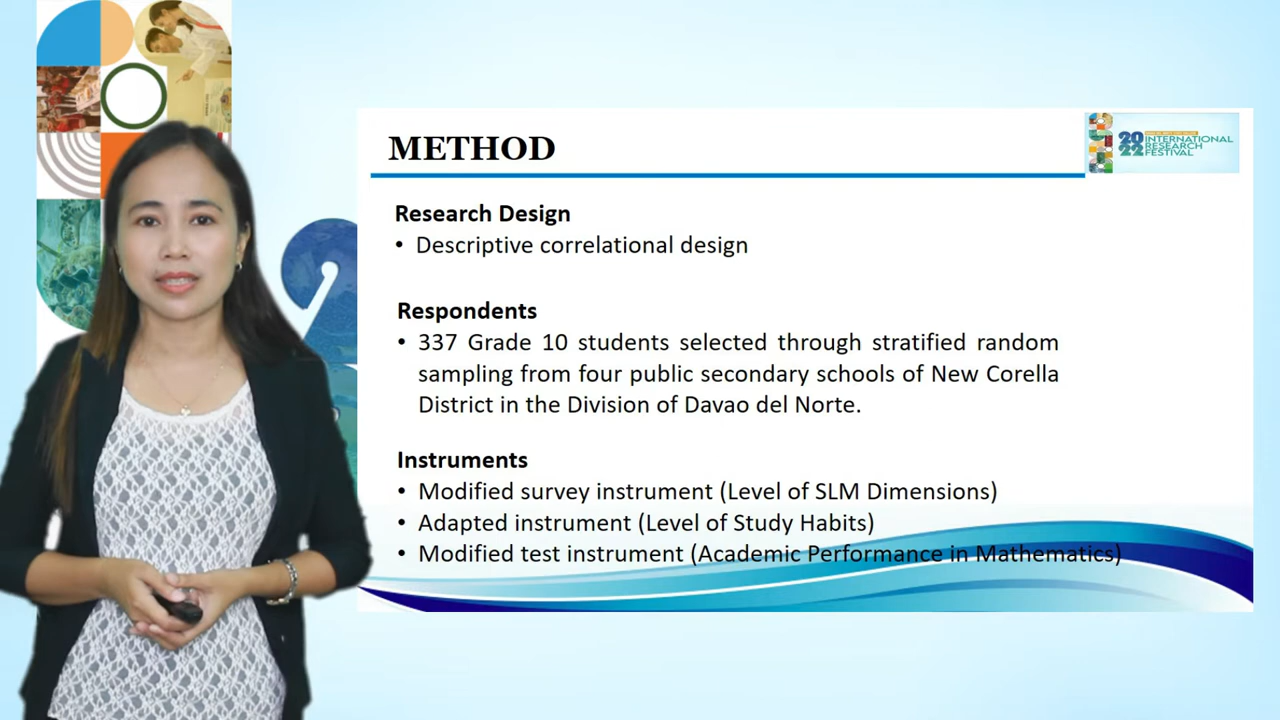 METHOD
2022 INTERNATIONAL
RESEARCH
FESTIVAL
Research Design
• Descriptive correlational design
Respondents
• 337 Grade 10 students selected through stratified random
sampling from four public secondary schools of New Corella
District in the Division of Davao del Norte.
Instruments
• Modified survey instrument (Level of SLM Dimensions)
• Adapted instrument (Level of Study Habits)
• Modified test instrument (Academic Performance in Mathematics)